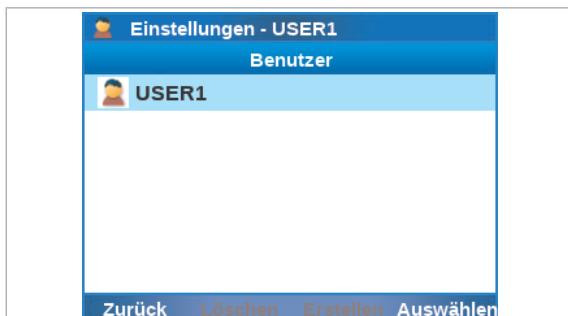 Einstellungen - USER1
Benutzer
USER1
Zurück Löschen Erstellen Auswählen